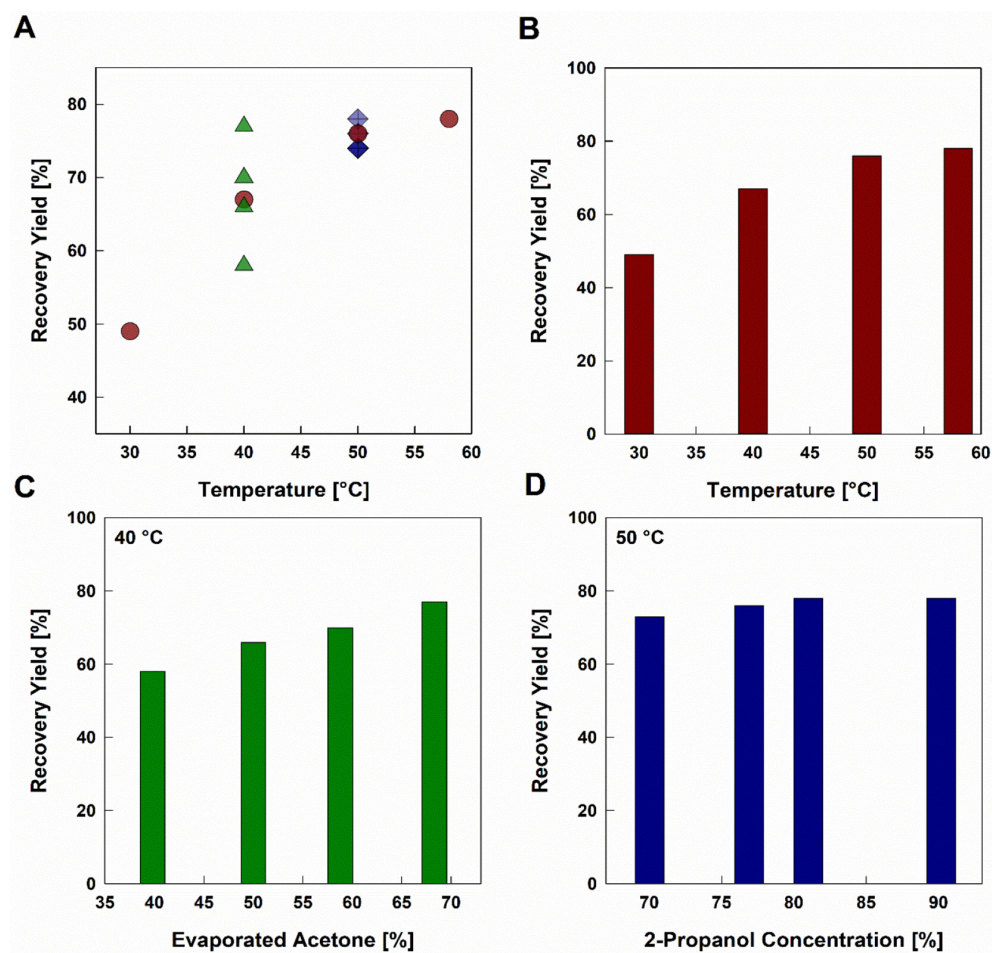 A
Recovery Yield [%]
80
70
60
50
40
30 35 40 45 50 55 60
Temperature [°C]
B
Recovery Yield [%]
100
80
60
40
20
0
30 35 40 45 50 55 60
Temperature [°C]
C
40 °C
Recovery Yield [%]
100
80
60
40
20
0
35 40 45 50 55 60 65 70
Evaporated Acetone [%]
D
50 °C
Recovery Yield [%]
100
80
60
40
20
0
70 75 80 85 90
2-Propanol Concentration [%]